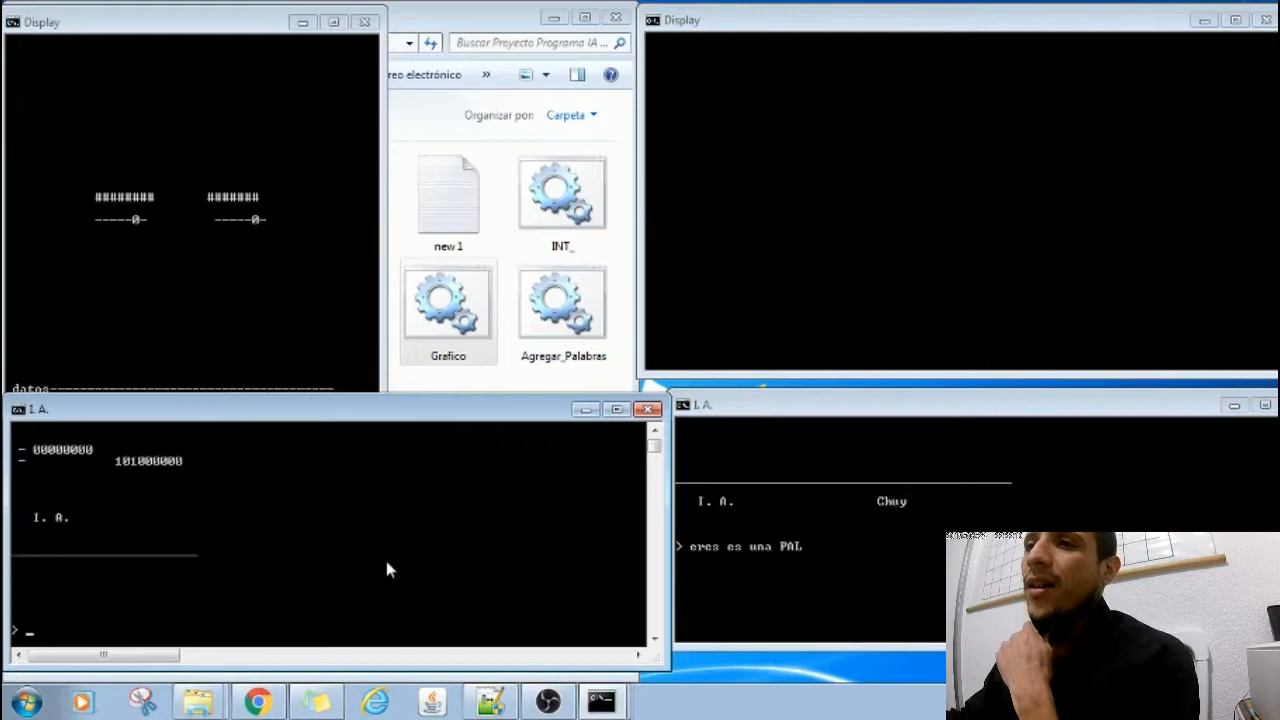 Display
########    #######
-----0-    -----0-
datos--------------------------------------
Buscar Proyecto Programa IA ...
reo electrónico
»
Organizar por: Carpeta
new 1
INT_
Grafico
Agregar_Palabras
Display
I. A.
- 00000000
- 101000000
I. A.
> _
I. A.
I. A.    Chuy
> eres es una PAL